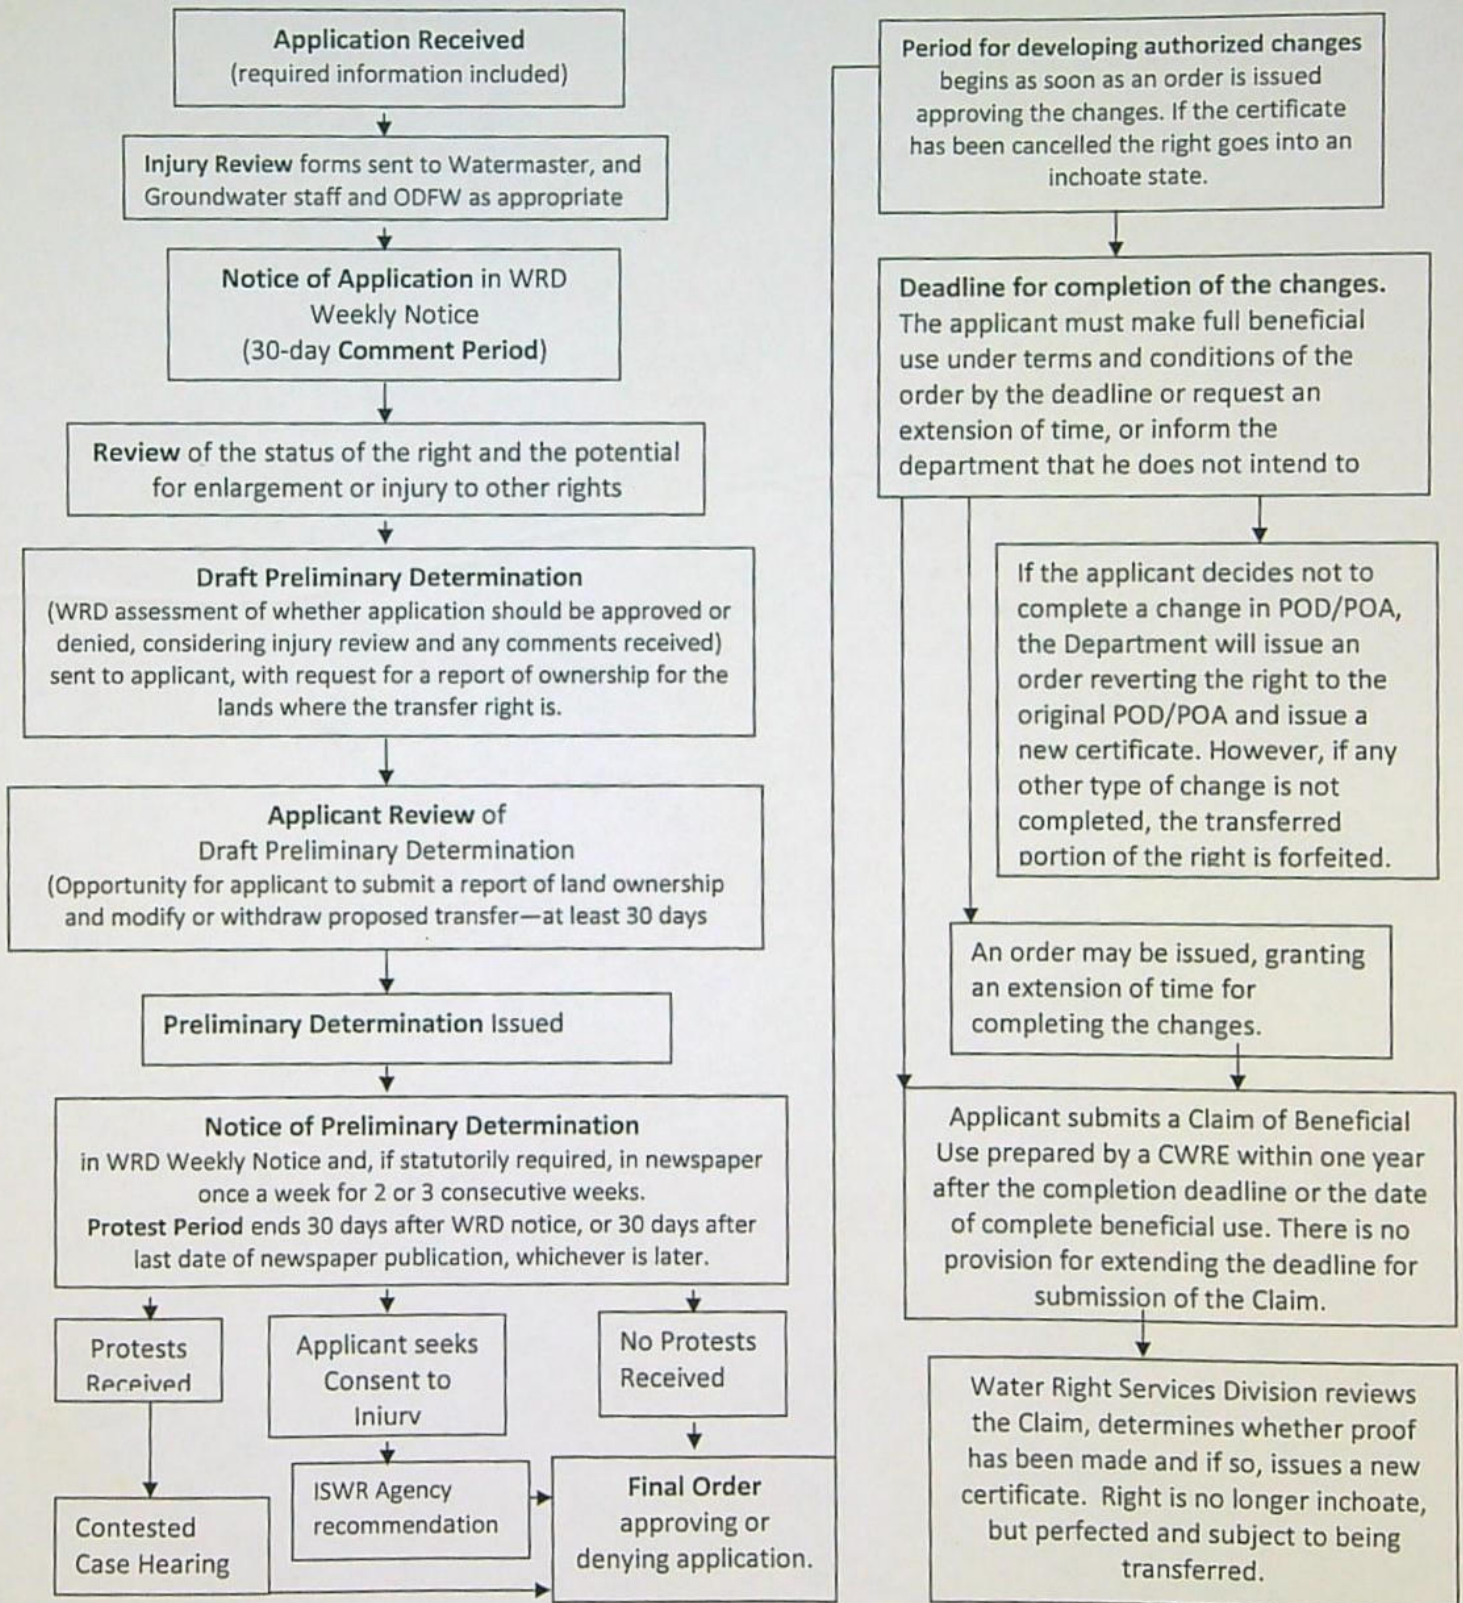 Application Received
(required information included)
Injury Review forms sent to Watermaster, and
Groundwater staff and ODFW as appropriate
Notice of Application in WRD
Weekly Notice
(30-day Comment Period)
Review of the status of the right and the potential
for enlargement or injury to other rights
Draft Preliminary Determination
(WRD assessment of whether application should be approved or
denied, considering injury review and any comments received)
sent to applicant, with request for a report of ownership for the
lands where the transfer right is.
Applicant Review of
Draft Preliminary Determination
(Opportunity for applicant to submit a report of land ownership
and modify or withdraw proposed transfer—at least 30 days
Preliminary Determination Issued
Notice of Preliminary Determination
in WRD Weekly Notice and, if statutorily required, in newspaper
once a week for 2 or 3 consecutive weeks.
Protest Period ends 30 days after WRD notice, or 30 days after
last date of newspaper publication, whichever is later.
Protests
Received
Contested
Case Hearing
Applicant seeks
Consent to
Injury
ISWR Agency
recommendation
No Protests
Received
Final Order
approving or
denying application.
Period for developing authorized changes
begins as soon as an order is issued
approving the changes. If the certificate
has been cancelled the right goes into an
inchoate state.
Deadline for completion of the changes.
The applicant must make full beneficial
use under terms and conditions of the
order by the deadline or request an
extension of time, or inform the
department that he does not intend to
If the applicant decides not to
complete a change in POD/POA,
the Department will issue an
order reverting the right to the
original POD/POA and issue a
new certificate. However, if any
other type of change is not
completed, the transferred
portion of the right is forfeited.
An order may be issued, granting
an extension of time for
completing the changes.
Applicant submits a Claim of Beneficial
Use prepared by a CWRE within one year
after the completion deadline or the date
of complete beneficial use. There is no
provision for extending the deadline for
submission of the Claim.
Water Right Services Division reviews
the Claim, determines whether proof
has been made and if so, issues a new
certificate. Right is no longer inchoate,
but perfected and subject to being
transferred.